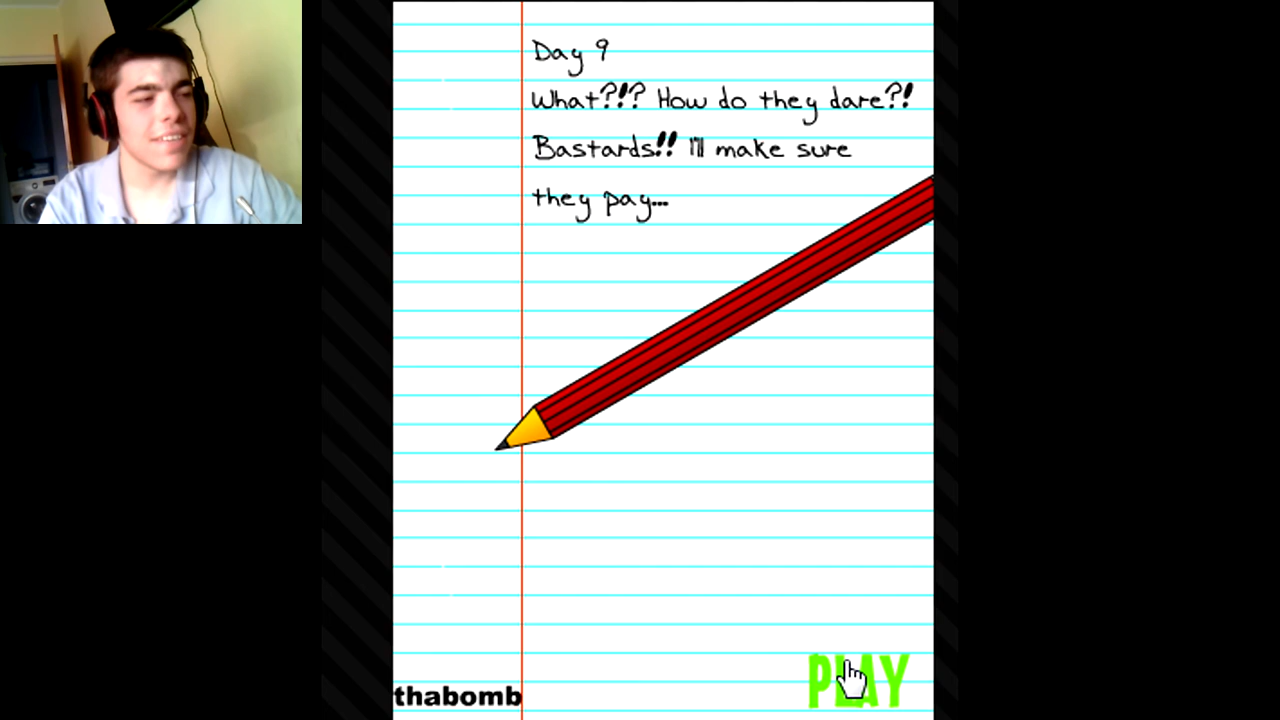 Day 9
What?!? How do they dare?!
Bastards!! I'll make sure
they pay...
PLAY
thabomb